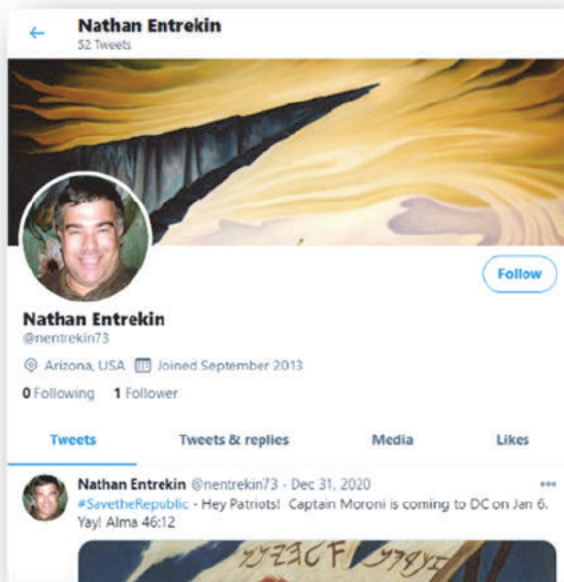 Nathan Entrekin
52 Tweets
Follow
Nathan Entrekin
@nentrekin73
Arizona, USA Joined September 2013
0 Following 1 Follower
Tweets Tweets & replies Media Likes
Nathan Entrekin @nentrekin73 - Dec 31, 2020
#SavetheRepublic - Hey Patriots! Captain Moroni is coming to DC on Jan 6.
Yay! Alma 46:12